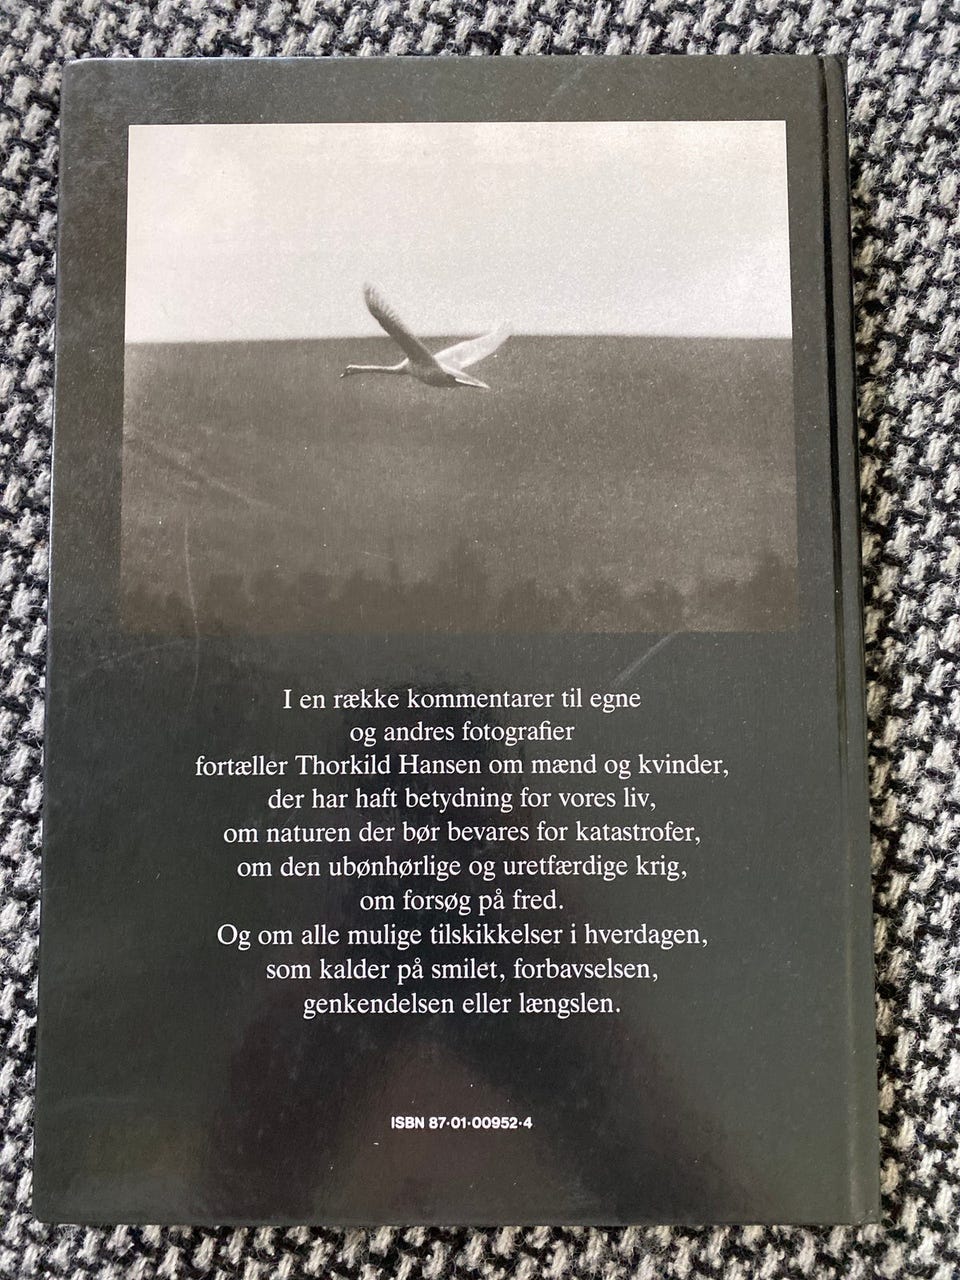 I en række kommentarer til egne
og andres fotografier
fortæller Thorkild Hansen om mænd og kvinder,
der har haft betydning for vores liv,
om naturen der bør bevares for katastrofer,
om den ubønhørlige og uretfærdige krig,
om forsøg på fred.
Og om alle mulige tilskikkelser i hverdagen,
som kalder på smilet, forbavselsen,
genkendelsen eller længslen.
ISBN 87·01·00952·4